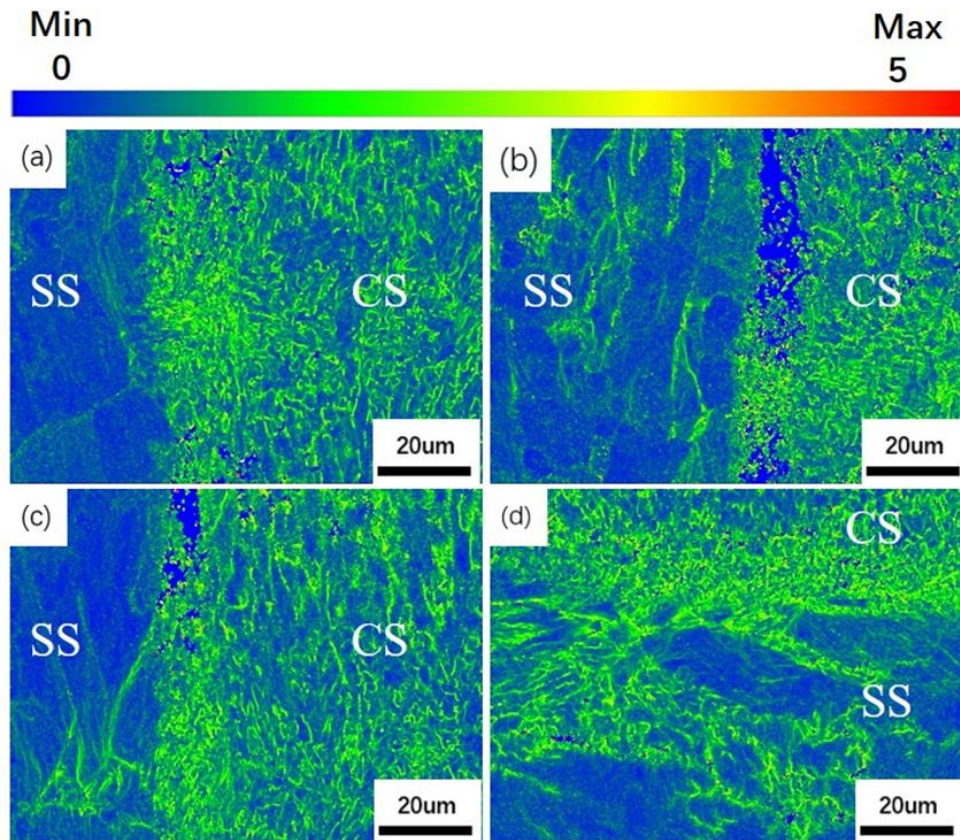 Min Max
0 5
(a) (b)
SS CS SS CS
20um 20um
(c) (d)
CS
SS CS
SS
20um 20um